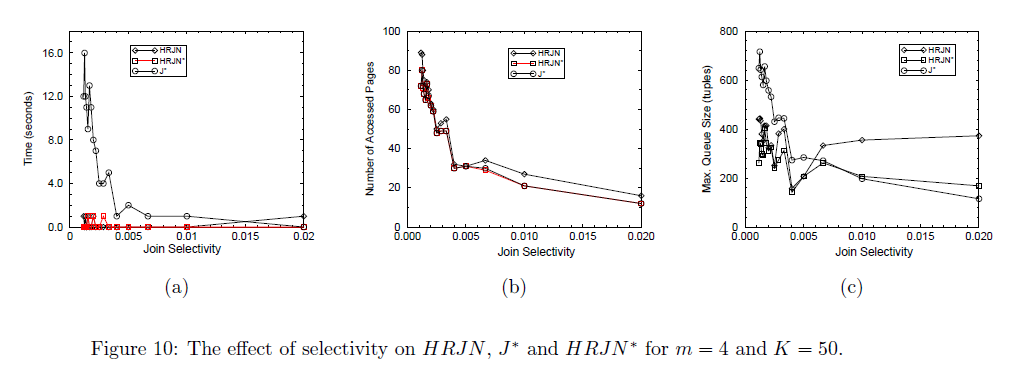 Time (seconds)
16.0
12.0
8.0
4.0
0.0
0
0.005
0.01
0.015
0.02
Join Selectivity
HRJN
HRJN*
J*
(a)
Number of Accessed Pages
100
80
60
40
20
0
0.000
0.005
0.010
0.015
0.020
Join Selectivity
HRJN
HRJN*
J*
(b)
Max. Queue Size (tuples)
800
600
400
200
0
0.000
0.005
0.010
0.015
0.020
Join Selectivity
HRJN
HRJN*
J*
(c)
Figure 10: The effect of selectivity on HRJN, J* and HRJN* for m = 4 and K = 50.